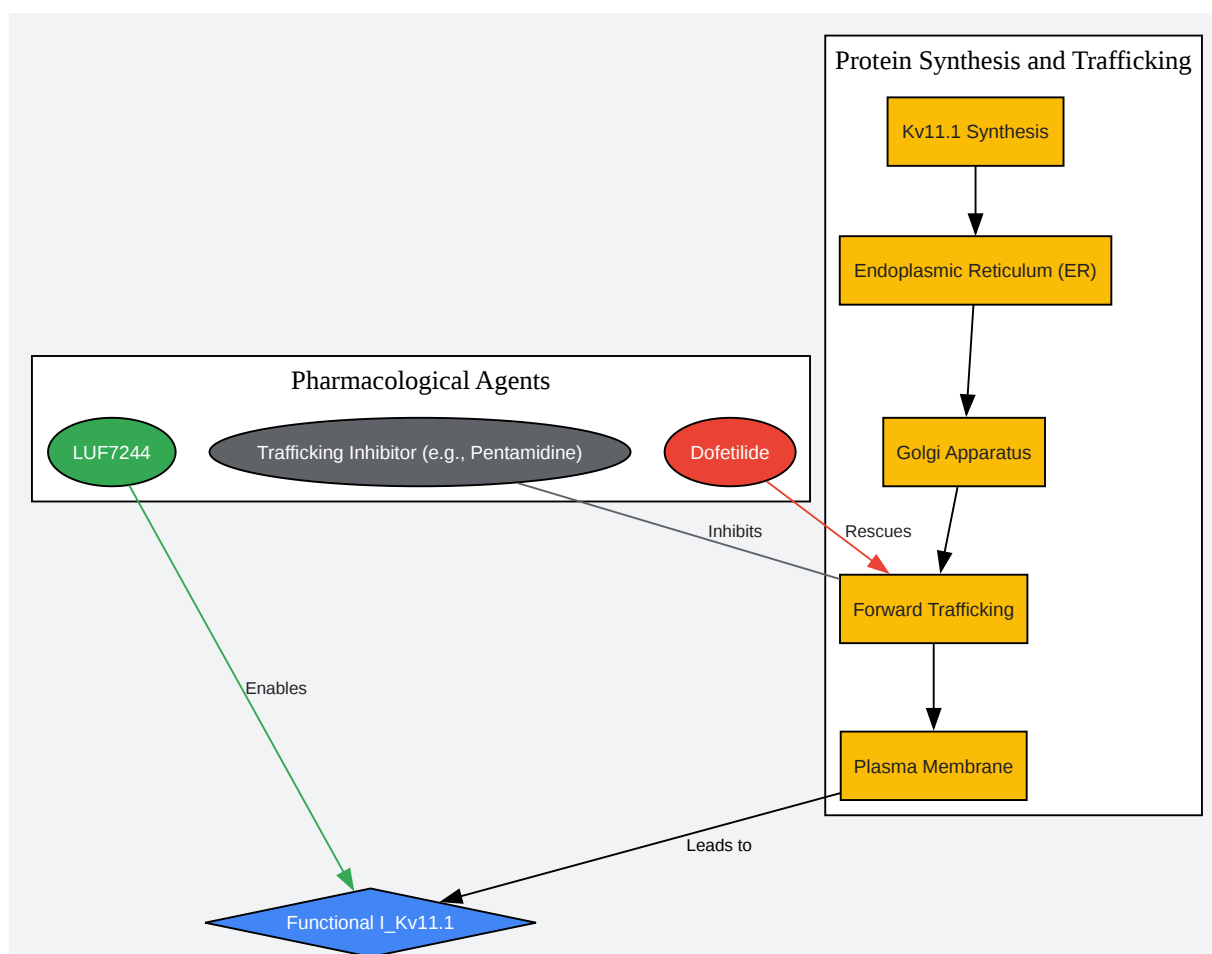 Protein Synthesis and Trafficking
Kv11.1 Synthesis
Endoplasmic Reticulum (ER)
Pharmacological Agents
LUF7244
Trafficking Inhibitor (e.g., Pentamidine)
Dofetilide
Golgi Apparatus
Inhibits
Rescues
Forward Trafficking
Enables
Plasma Membrane
Leads to
Functional I_Kv11.1